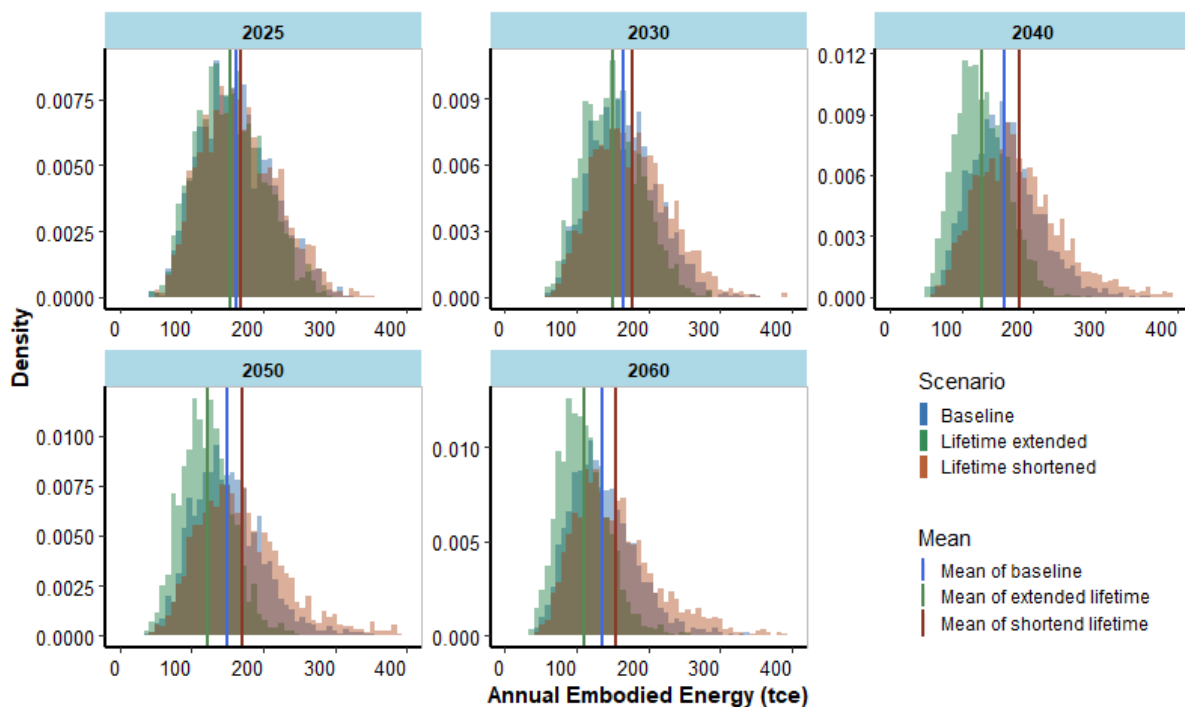 2025
2030
2040
0.0075
0.0050
0.0025
0.0000
0.009
0.006
0.003
0.000
0.012
0.009
0.006
0.003
0.000
0 100 200 300 400
0 100 200 300 400
0 100 200 300 400
Density
2050
2060
0.0100
0.0075
0.0050
0.0025
0.0000
0.010
0.005
0.000
0 100 200 300 400
0 100 200 300 400
Annual Embodied Energy (tce)
Scenario
Baseline
Lifetime extended
Lifetime shortened
Mean
Mean of baseline
Mean of extended lifetime
Mean of shortend lifetime